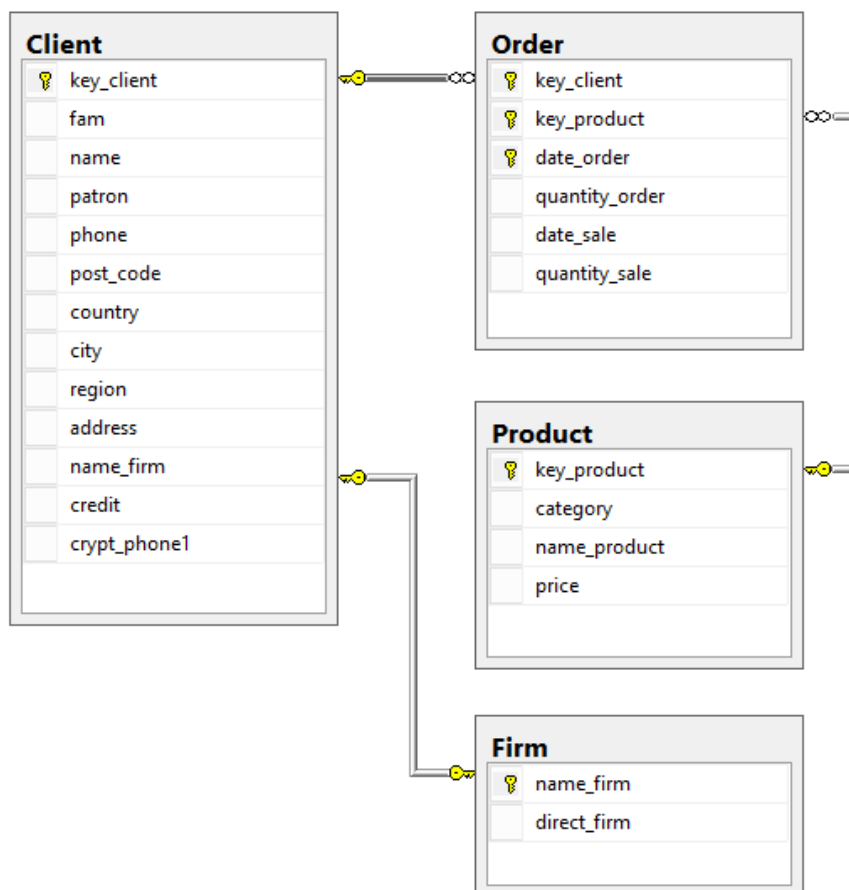 Client
key_client
fam
name
patron
phone
post_code
country
city
region
address
name_firm
credit
crypt_phone1
Order
key_client
key_product
date_order
quantity_order
date_sale
quantity_sale
Product
key_product
category
name_product
price
Firm
name_firm
direct_firm